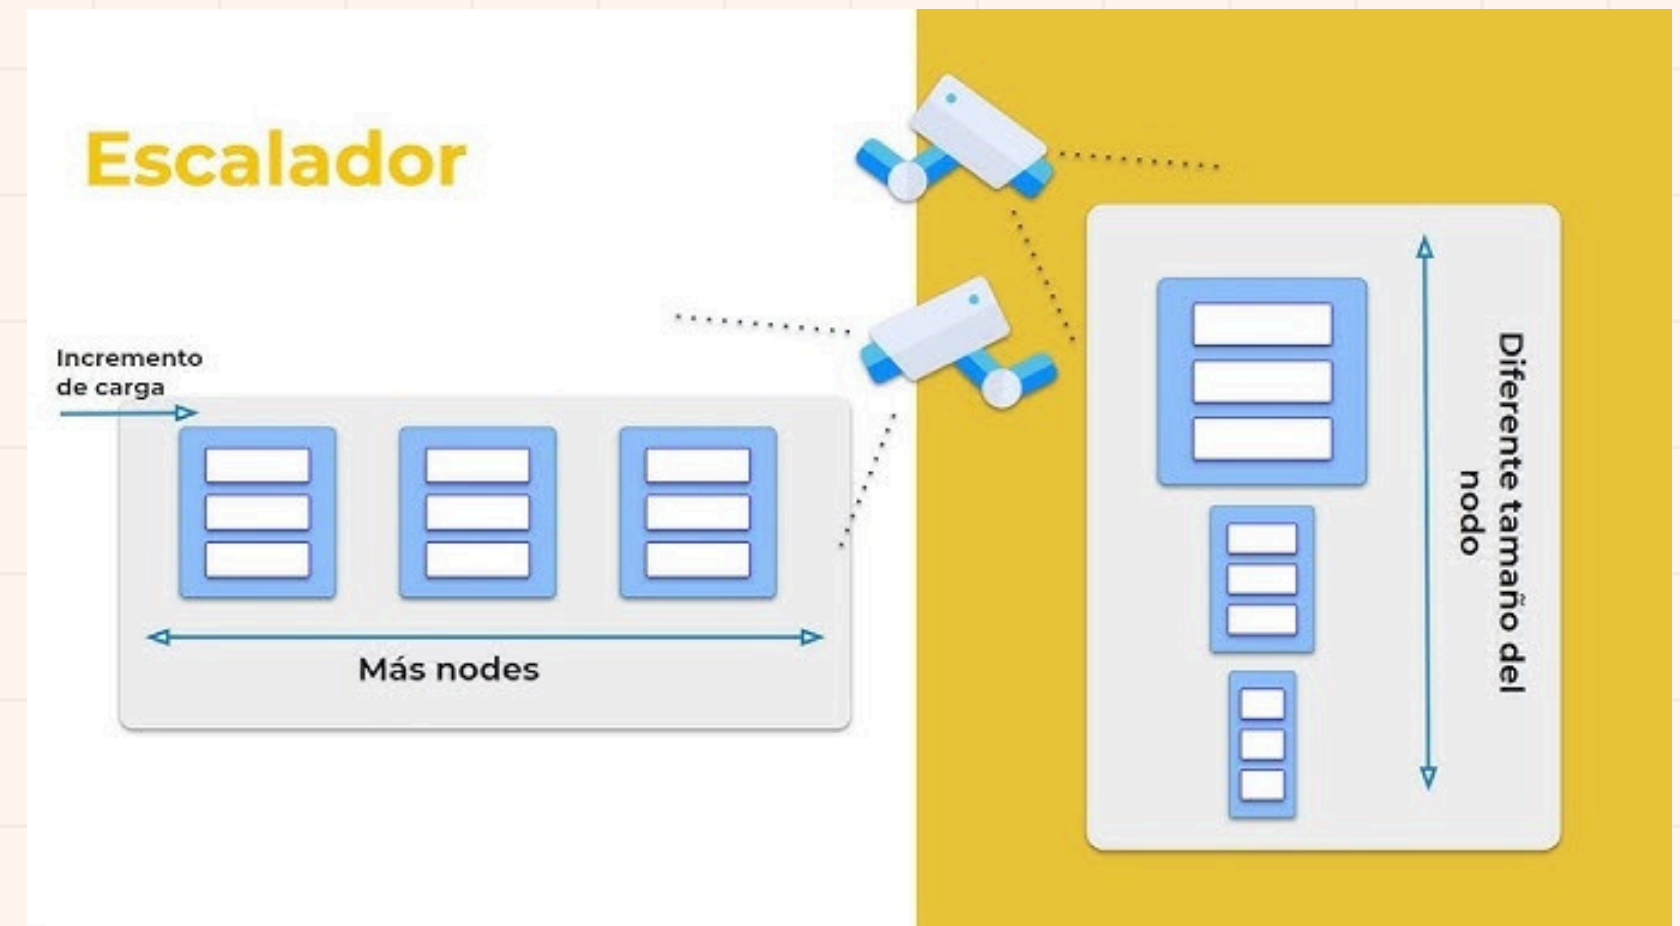 Escalador
Incremento
de carga
Más nodes
Diferente tamaño del
nodo